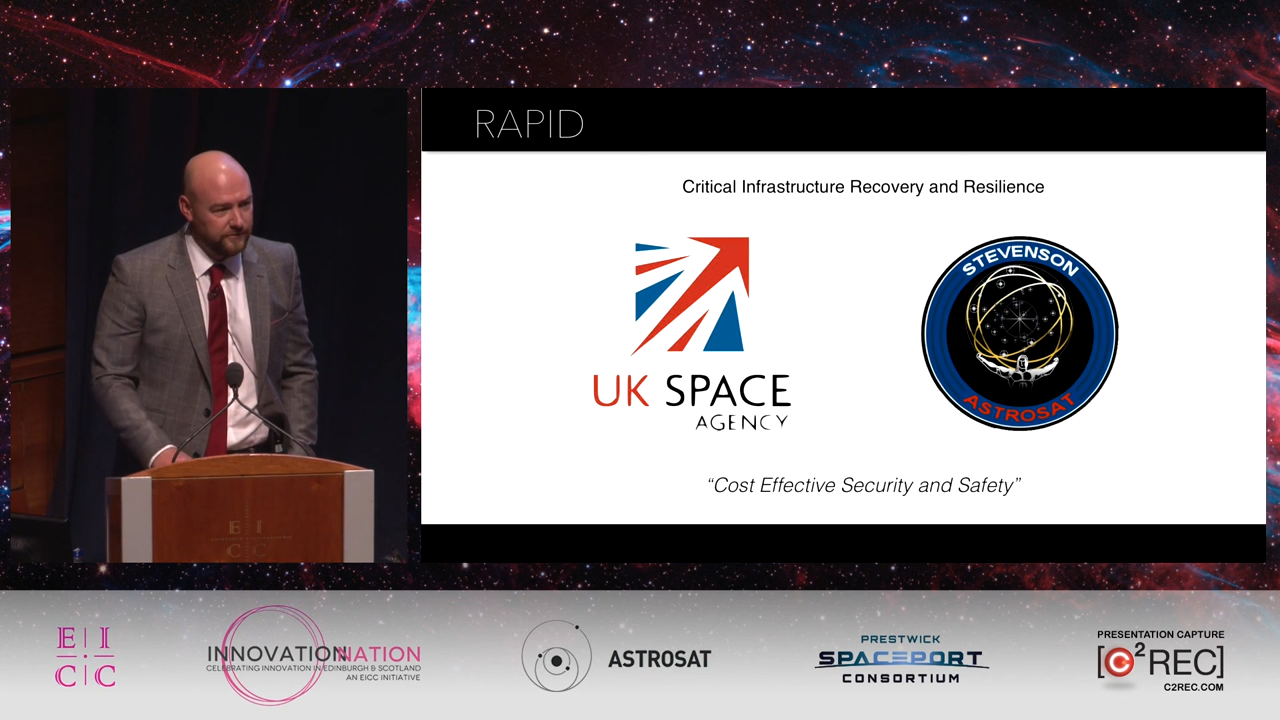 RAPID
Critical Infrastructure Recovery and Resilience
UK SPACE
AGENCY
STEVENSON
ASTROSAT
“Cost Effective Security and Safety”
E I
C C
E I
C C
INNOVATIONNATION
CELEBRATING INNOVATION IN EDINBURGH & SCOTLAND
AN EICC INITIATIVE
ASTROSAT
PRESTWICK
SPACEPORT
CONSORTIUM
PRESENTATION CAPTURE
[C²REC]
C2REC.COM